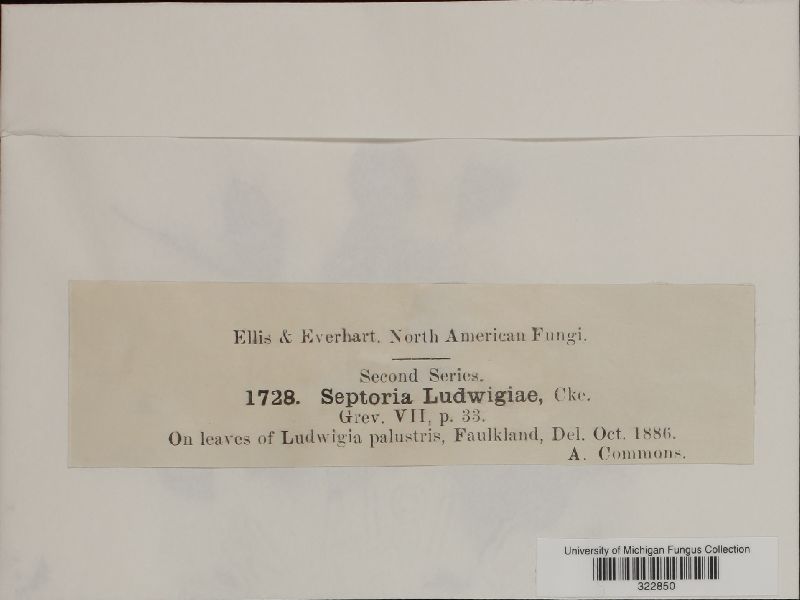 Ellis & Everhart. North American Fungi.
Second Series.
1728. Septoria Ludwigiae, Cke.
Grev. VII, p. 33.
On leaves of Ludwigia palustris, Faulkland, Del. Oct. 1886.
A. Commons.
University of Michigan Fungus Collection
322850